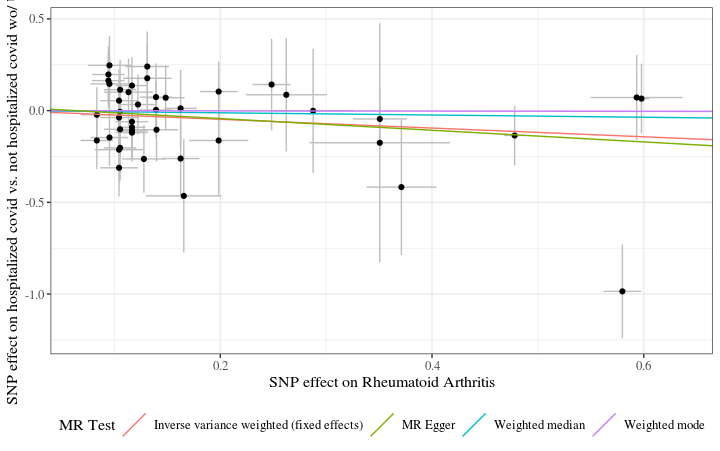 SNP effect on hospitalized covid vs. not hospitalized covid wo/
0.5
0.0
-0.5
-1.0
0.2
0.4
0.6
SNP effect on Rheumatoid Arthritis
MR Test
Inverse variance weighted (fixed effects)
MR Egger
Weighted median
Weighted mode